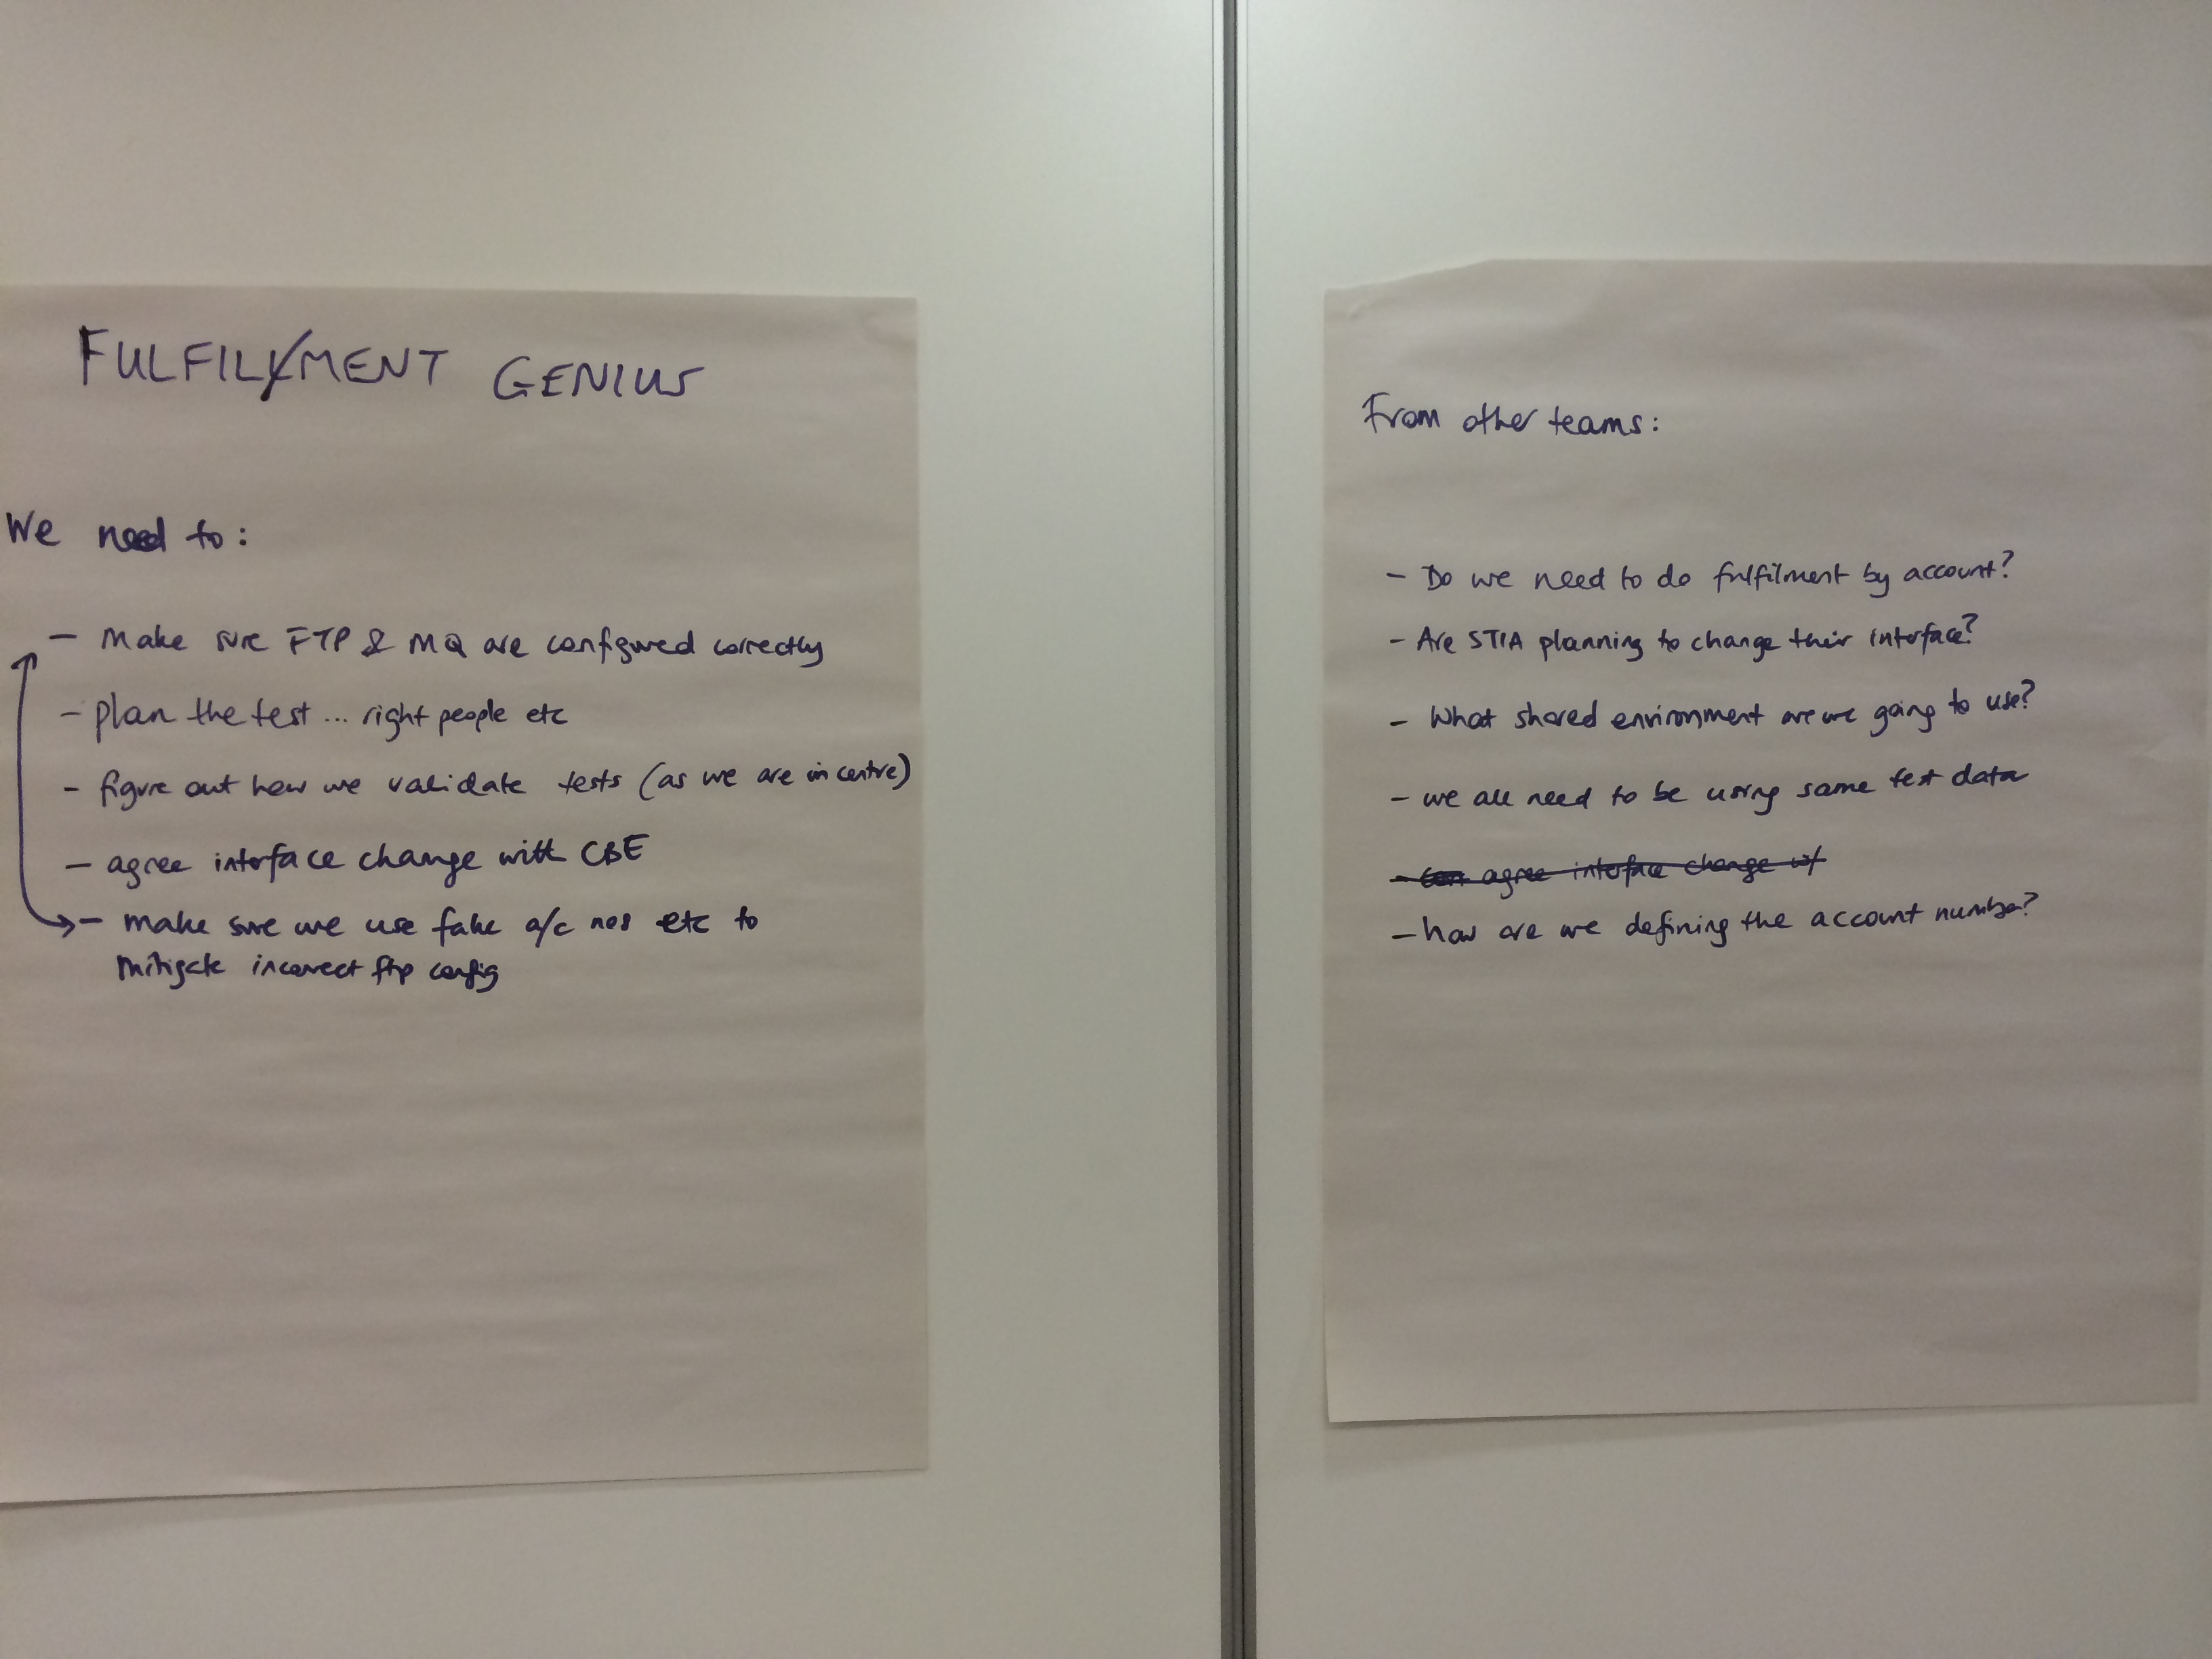 FULFILMENT GENIUS
We need to:
- Make sure FTP & MQ are configured correctly
- plan the test... right people etc
- figure out how we validate tests (as we are in centre)
- agree interface change with CBE
- make sure we use fake a/c nos etc to
mitigate incorrect ftp config
From other teams:
- Do we need to do fulfilment by account?
- Are STIA planning to change their interface?
- What shared environment are we going to use?
- we all need to be using same test data
- agree interface change w/
- how are we defining the account number?